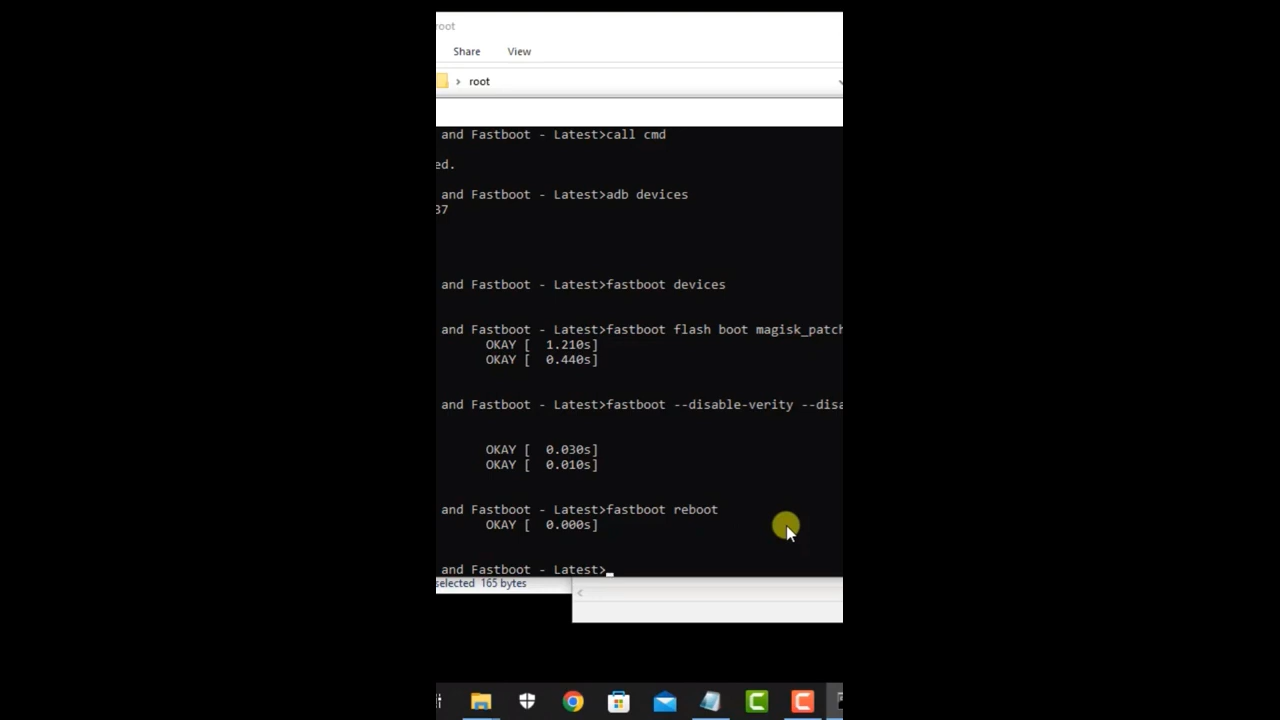 root
Share View
root
and Fastboot - Latest>call cmd
ed.
and Fastboot - Latest>adb devices
37
and Fastboot - Latest>fastboot devices
and Fastboot - Latest>fastboot flash boot magisk_patch
OKAY [ 1.210s]
OKAY [ 0.440s]
and Fastboot - Latest>fastboot --disable-verity --disa
OKAY [ 0.030s]
OKAY [ 0.010s]
and Fastboot - Latest>fastboot reboot
OKAY [ 0.000s]
and Fastboot - Latest>
selected 165 bytes